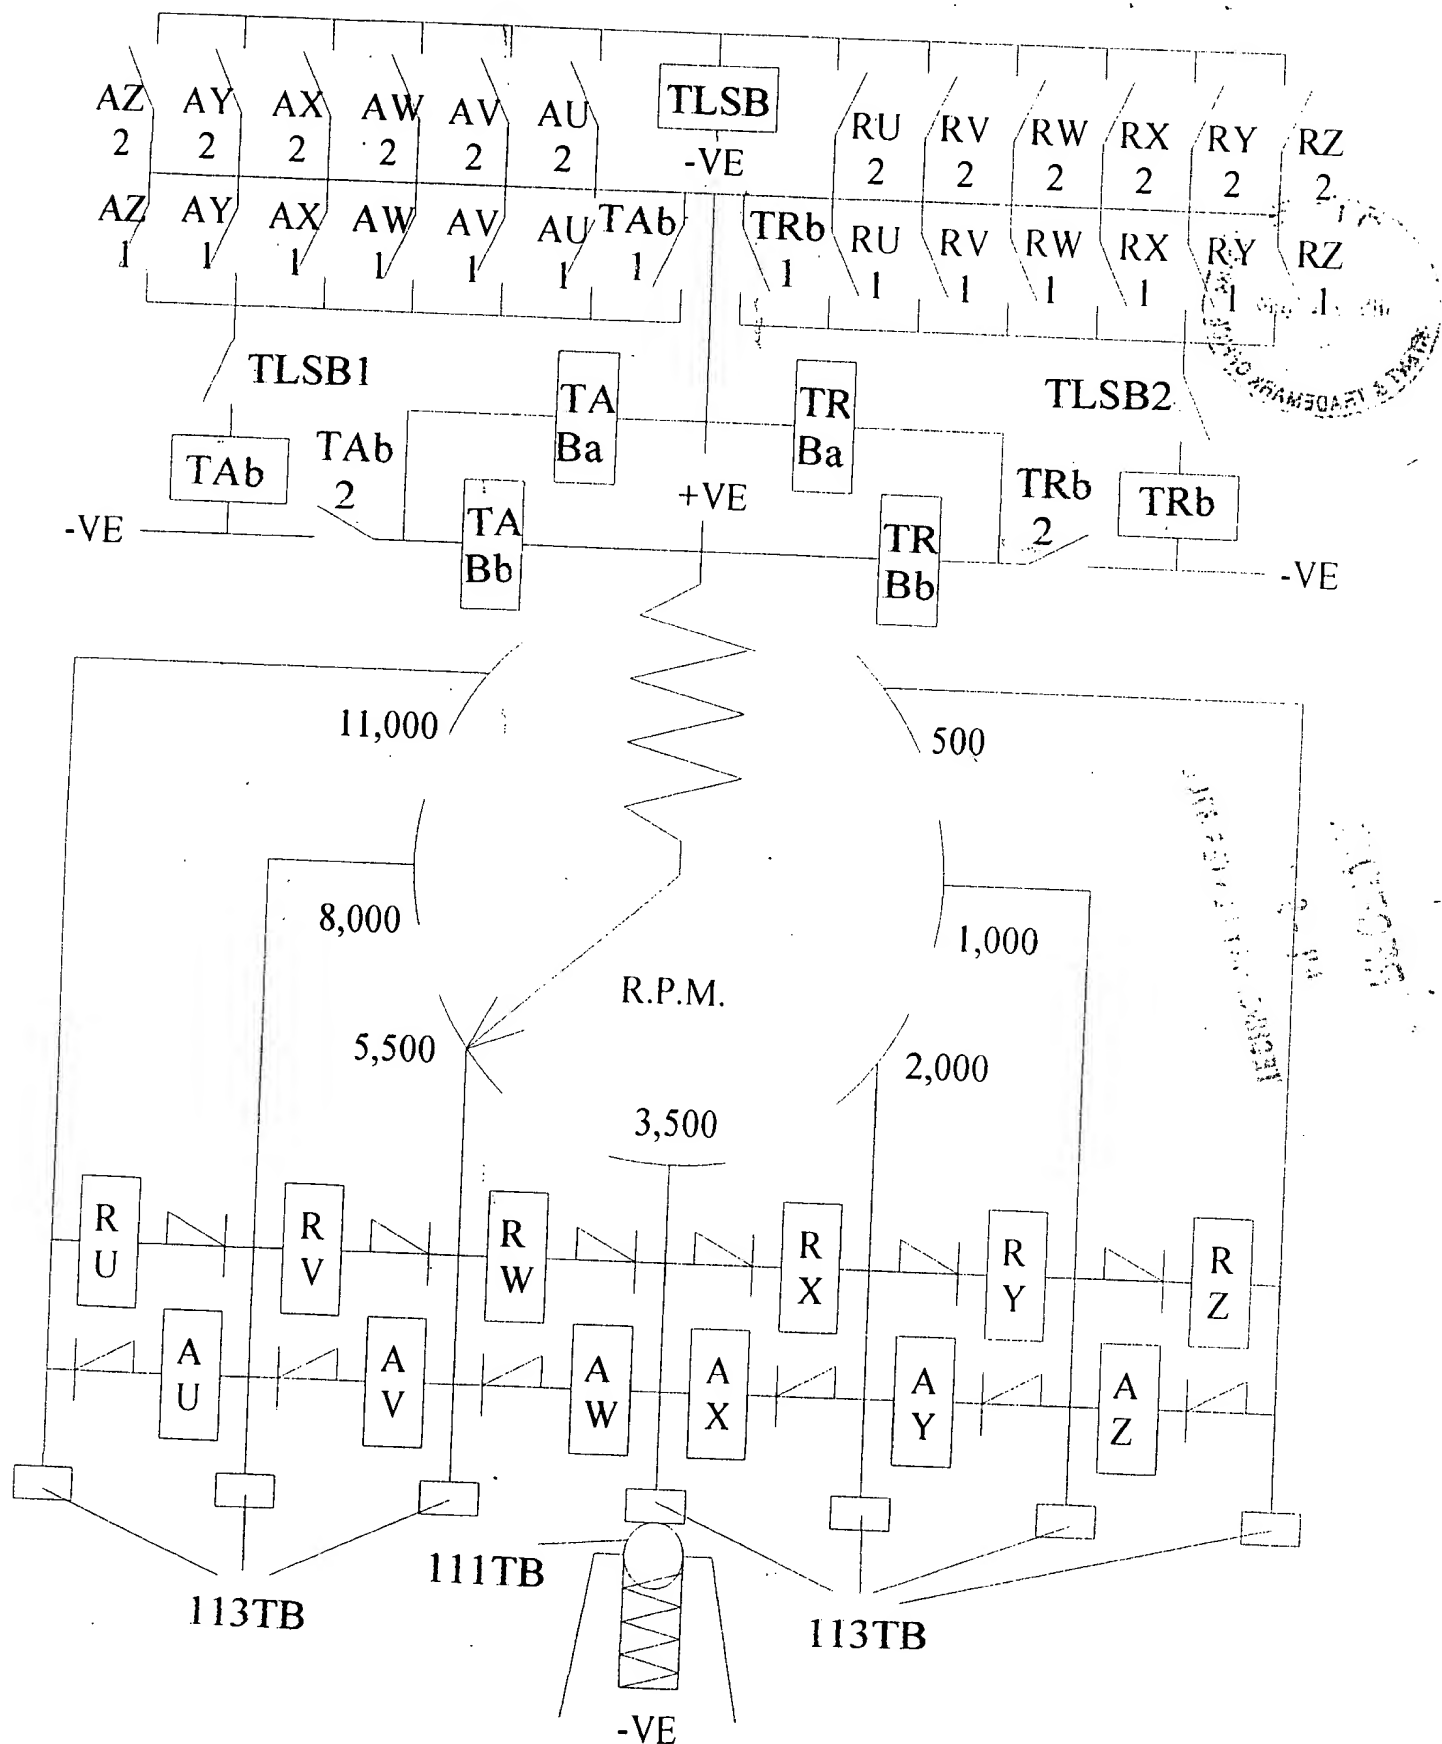 AZ AY AX AW AV AU TLSB RU RV RW RX RY RZ
2 2 2 2 2 2 -VE 2 2 2 2 2 2
AZ AY AX AW AV AU TAb TRb RU RV RW RX RY RZ
1 1 1 1 1 1 1 1 1 1 1 1 1 1
TLSB1 TA TR TLSB2
Ba Ba
TAb TAb TRb TRb
2 +VE 2
-VE TA TR -VE
Bb Bb
11,000 500
8,000 1,000
R.P.M.
5,500 2,000
3,500
R R R R R R
U V W X Y Z
A A A A A A
U V W X Y Z
111TB
113TB 113TB
-VE